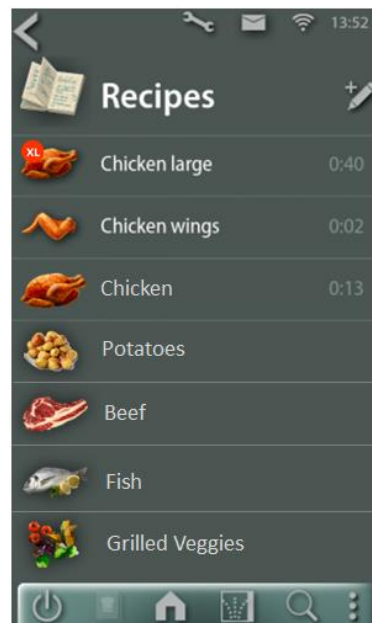 13:52
Recipes
XL
Chicken large 0:40
Chicken wings 0:02
Chicken 0:13
Potatoes
Beef
Fish
Grilled Veggies